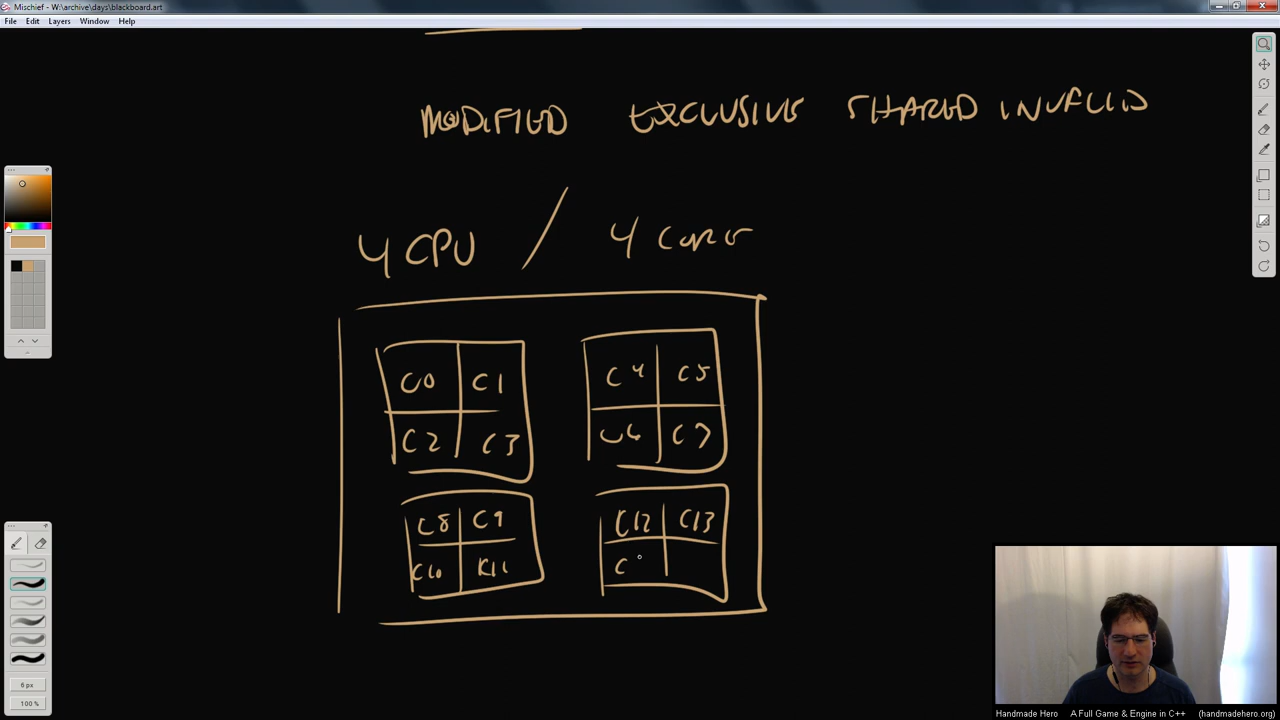 Mischief - W:\archive\days\blackboard.art
File Edit Layers Window Help
MODIFIED EXCLUSIVE SHARED INVALID
4 CPU / 4 CORE
C0 C1 C4 C5
C2 C3 C6 C7
C8 C9 C12 C13
C10 C11 C
6 px
100 %
Handmade Hero A Full Game & Engine in C++ (handmadehero.org)